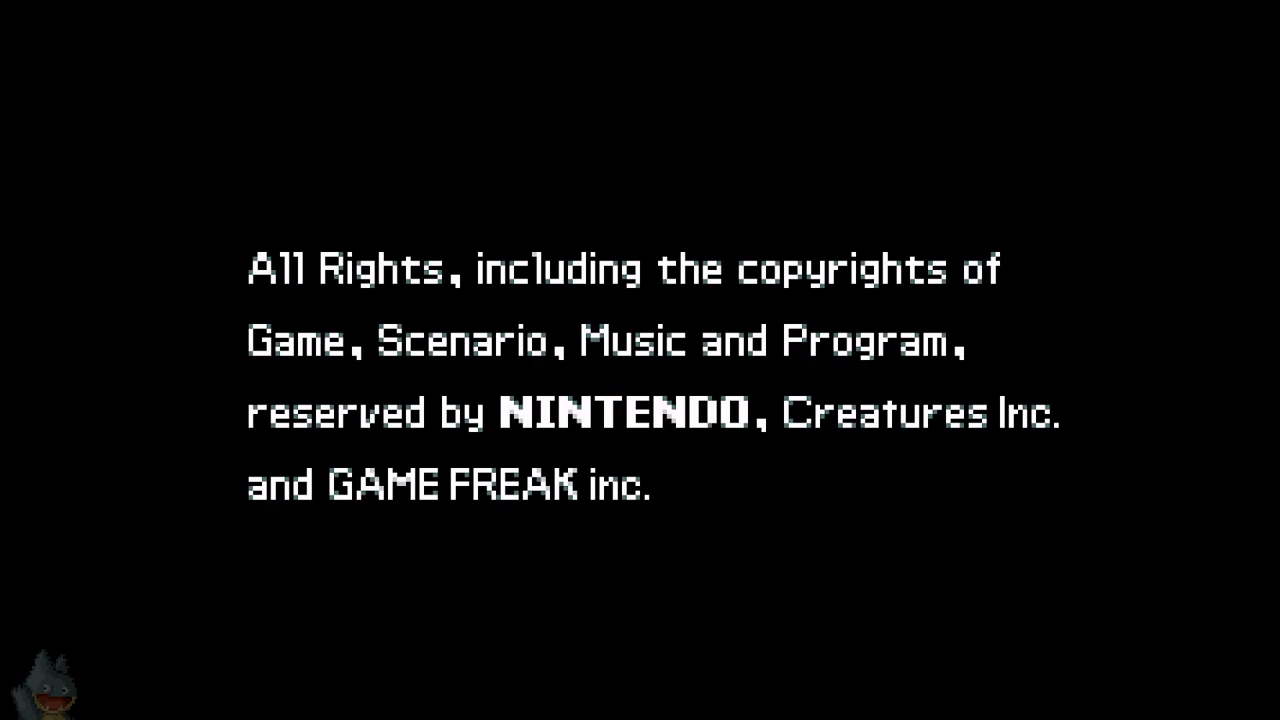 All Rights, including the copyrights of
Game, Scenario, Music and Program,
reserved by NINTENDO, Creatures Inc.
and GAME FREAK inc.